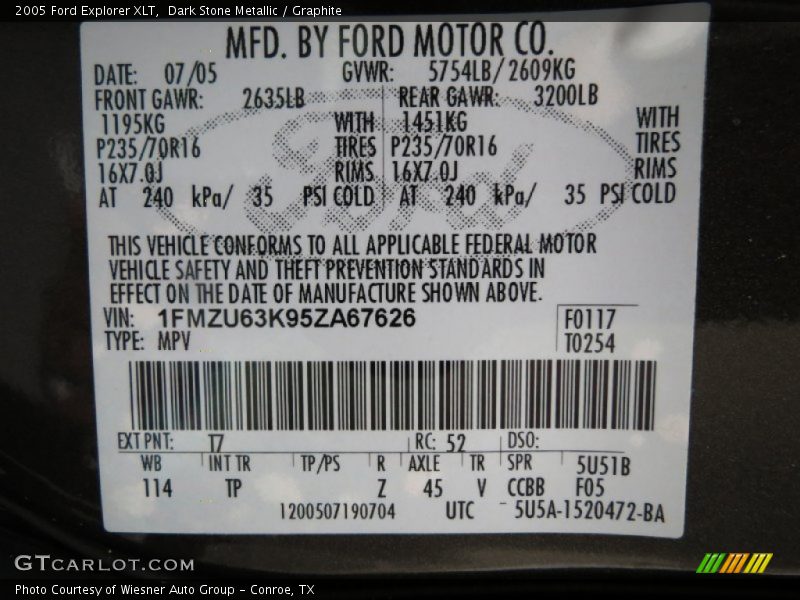 2005 Ford Explorer XLT, Dark Stone Metallic / Graphite
MFD. BY FORD MOTOR CO.
DATE: 07/05 GVWR: 5754LB/2609KG
FRONT GAWR: 2635LB REAR GAWR: 3200LB
1195KG WITH 1451KG WITH
P235/70R16 TIRES P235/70R16 TIRES
16X7.0J RIMS 16X7.0J RIMS
AT 240 kPa/ 35 PSI COLD AT 240 kPa/ 35 PSI COLD
Ford
THIS VEHICLE CONFORMS TO ALL APPLICABLE FEDERAL MOTOR
VEHICLE SAFETY AND THEFT PREVENTION STANDARDS IN
EFFECT ON THE DATE OF MANUFACTURE SHOWN ABOVE.
VIN: 1FMZU63K95ZA67626 F0117
TYPE: MPV T0254
EXT PNT: T7 RC: 52 DSO:
WB INT TR TP/PS R AXLE TR SPR 5U51B
114 TP Z 45 V CCBB F05
1200507190704 UTC 5U5A-1520472-BA
GTCARLOT.COM
Photo Courtesy of Wiesner Auto Group - Conroe, TX